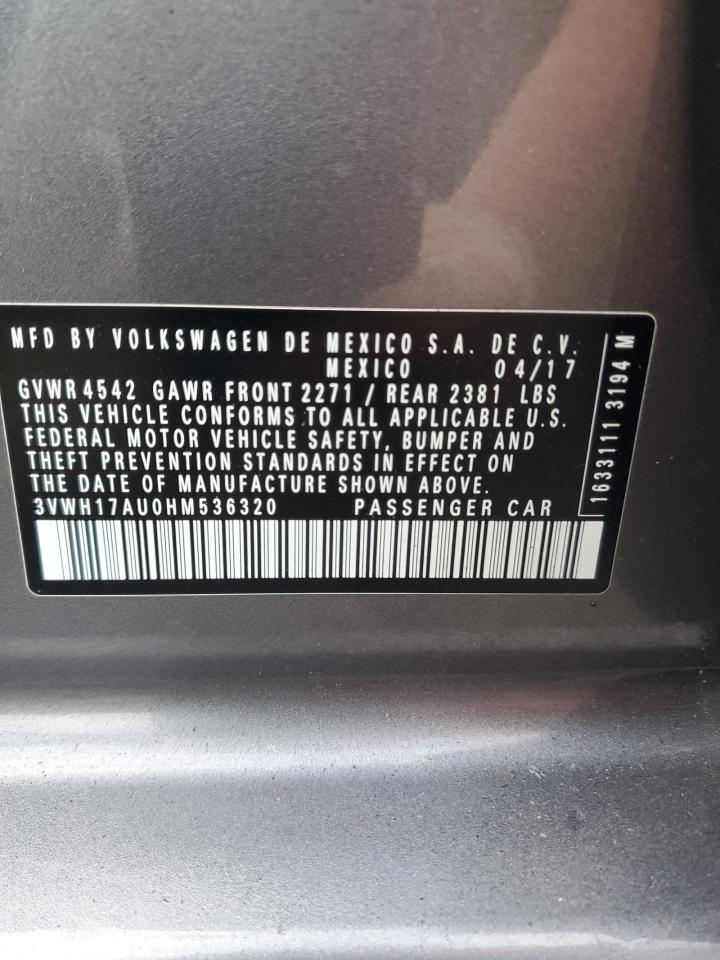 MFD BY VOLKSWAGEN DE MEXICO S.A. DE C.V.
MEXICO 04/17
GVWR 4542 GAWR FRONT 2271 / REAR 2381 LBS
THIS VEHICLE CONFORMS TO ALL APPLICABLE U.S.
FEDERAL MOTOR VEHICLE SAFETY, BUMPER AND
THEFT PREVENTION STANDARDS IN EFFECT ON
THE DATE OF MANUFACTURE SHOWN ABOVE.
3VWH17AU0HM536320 PASSENGER CAR
1633111 3194 M